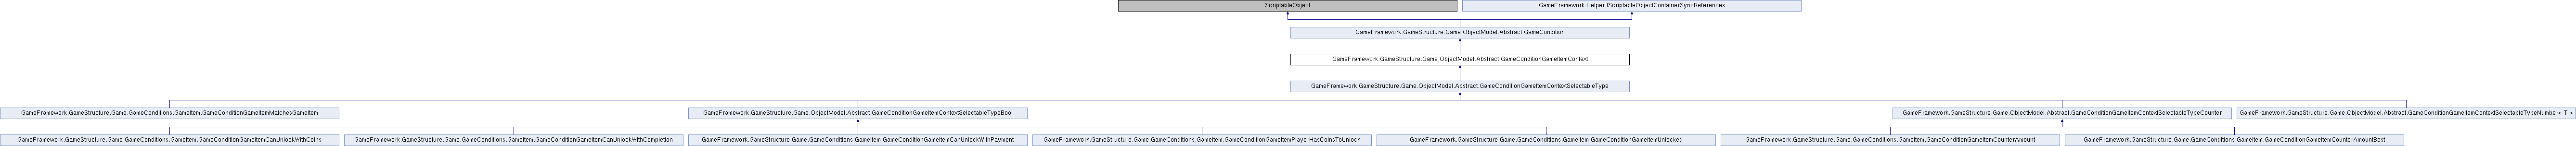 ScriptableObject
GameFramework.Helper.IScriptableObjectContainerSyncReferences
GameFramework.GameStructure.Game.ObjectModel.Abstract.GameCondition
GameFramework.GameStructure.Game.ObjectModel.Abstract.GameConditionGameItemContext
GameFramework.GameStructure.Game.ObjectModel.Abstract.GameConditionGameItemContextSelectableType
GameFramework.GameStructure.Game.GameConditions.GameItem.GameConditionGameItemMatchesGameItem
GameFramework.GameStructure.Game.ObjectModel.Abstract.GameConditionGameItemContextSelectableTypeBool
GameFramework.GameStructure.Game.ObjectModel.Abstract.GameConditionGameItemContextSelectableTypeCounter
GameFramework.GameStructure.Game.ObjectModel.Abstract.GameConditionGameItemContextSelectableTypeNumber< T >
GameFramework.GameStructure.Game.GameConditions.GameItem.GameConditionGameItemCanUnlockWithCoins
GameFramework.GameStructure.Game.GameConditions.GameItem.GameConditionGameItemCanUnlockWithCompletion
GameFramework.GameStructure.Game.GameConditions.GameItem.GameConditionGameItemCanUnlockWithPayment
GameFramework.GameStructure.Game.GameConditions.GameItem.GameConditionGameItemPlayerHasCoinsToUnlock
GameFramework.GameStructure.Game.GameConditions.GameItem.GameConditionGameItemUnlocked
GameFramework.GameStructure.Game.GameConditions.GameItem.GameConditionGameItemCounterAmount
GameFramework.GameStructure.Game.GameConditions.GameItem.GameConditionGameItemCounterAmountBest